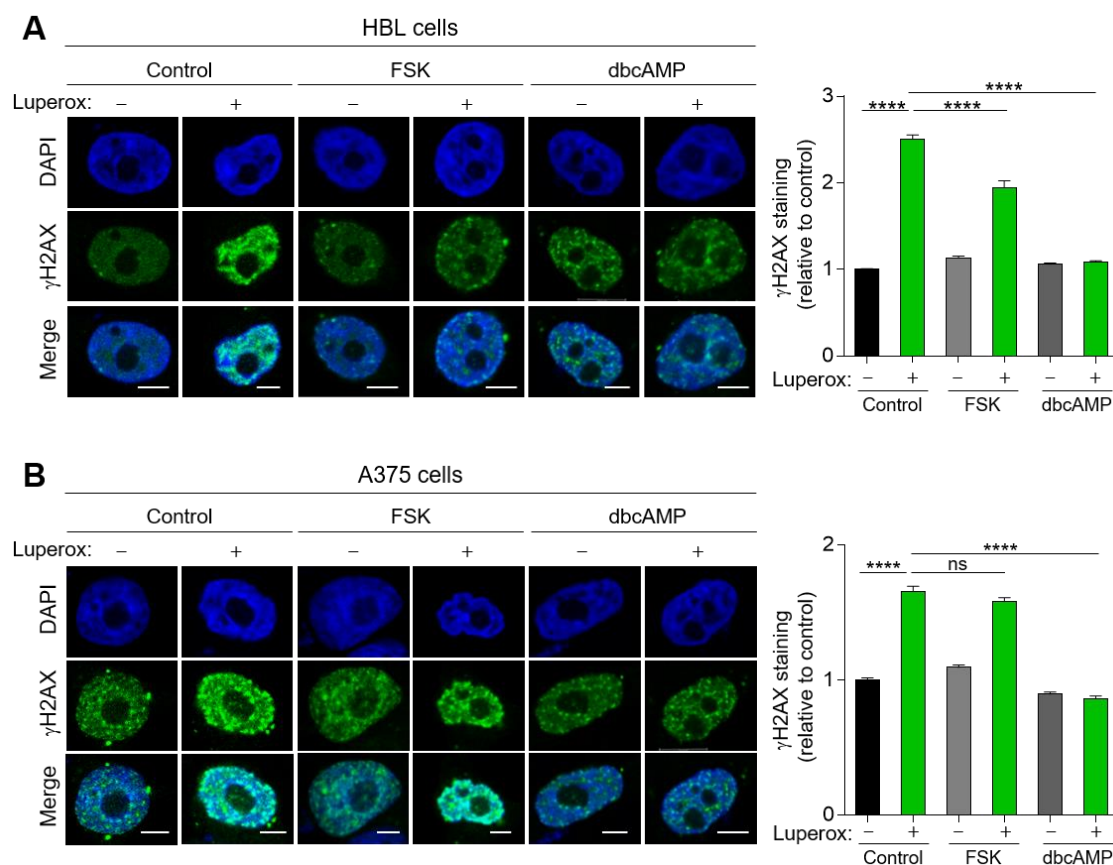 A
HBL cells
Control FSK dbcAMP
Luperox: – + – + – +
DAPI
γH2AX
Merge
γH2AX staining
(relative to control)
3
2
1
0
**** ****
****
Luperox: – + – + – +
Control FSK dbcAMP
B
A375 cells
Control FSK dbcAMP
Luperox: – + – + – +
DAPI
γH2AX
Merge
γH2AX staining
(relative to control)
2
1
0
****
**** ns
Luperox: – + – + – +
Control FSK dbcAMP